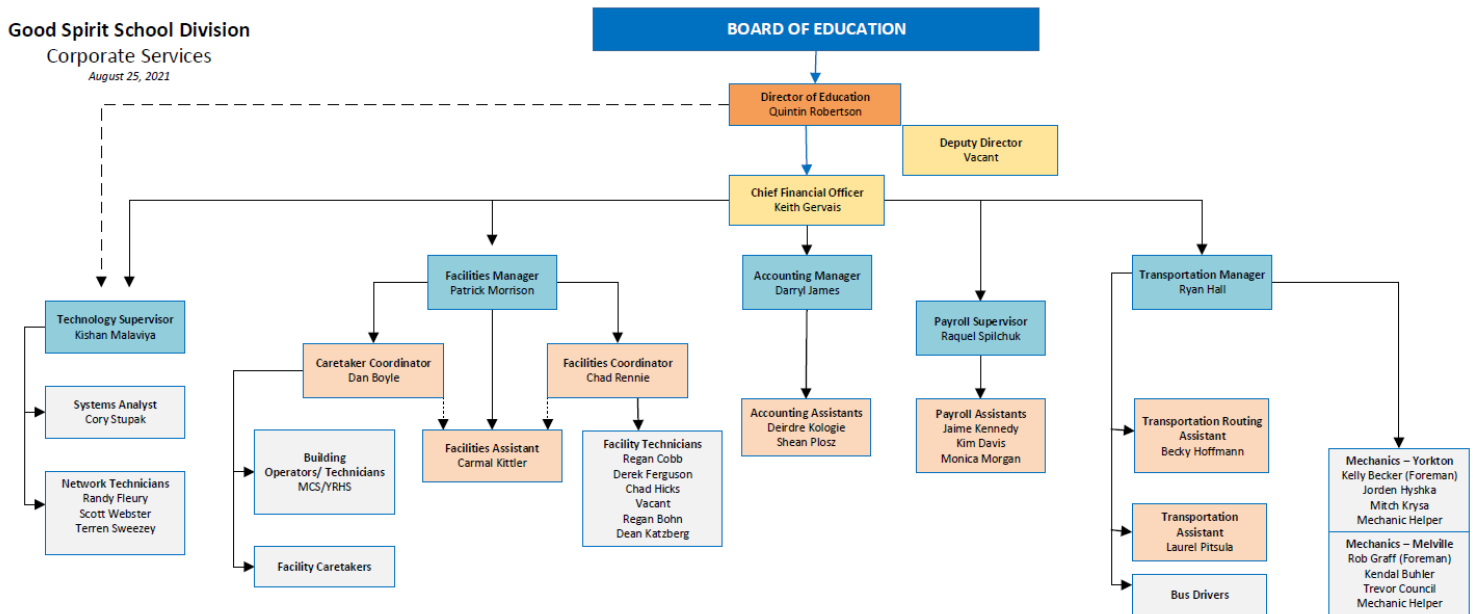 Good Spirit School Division
Corporate Services
August 25, 2021
BOARD OF EDUCATION
Director of Education
Quintin Robertson
Deputy Director
Vacant
Chief Financial Officer
Keith Gervais
Technology Supervisor
Kishan Malaviya
Systems Analyst
Cory Stupak
Network Technicians
Randy Fleury
Scott Webster
Terren Sweezey
Facilities Manager
Patrick Morrison
Caretaker Coordinator
Dan Boyle
Building
Operators/ Technicians
MCS/YRHS
Facility Caretakers
Facilities Assistant
Carmal Kittler
Facilities Coordinator
Chad Rennie
Facility Technicians
Regan Cobb
Derek Ferguson
Chad Hicks
Vacant
Regan Bohn
Dean Katzberg
Accounting Manager
Darryl James
Accounting Assistants
Deirdre Kologie
Shean Plosz
Payroll Supervisor
Raquel Spilchuk
Payroll Assistants
Jaime Kennedy
Kim Davis
Monica Morgan
Transportation Manager
Ryan Hall
Transportation Routing
Assistant
Becky Hoffmann
Transportation
Assistant
Laurel Pitsula
Bus Drivers
Mechanics – Yorkton
Kelly Becker (Foreman)
Jorden Hyshka
Mitch Krysa
Mechanic Helper
Mechanics – Melville
Rob Graff (Foreman)
Kendal Buhler
Trevor Council
Mechanic Helper